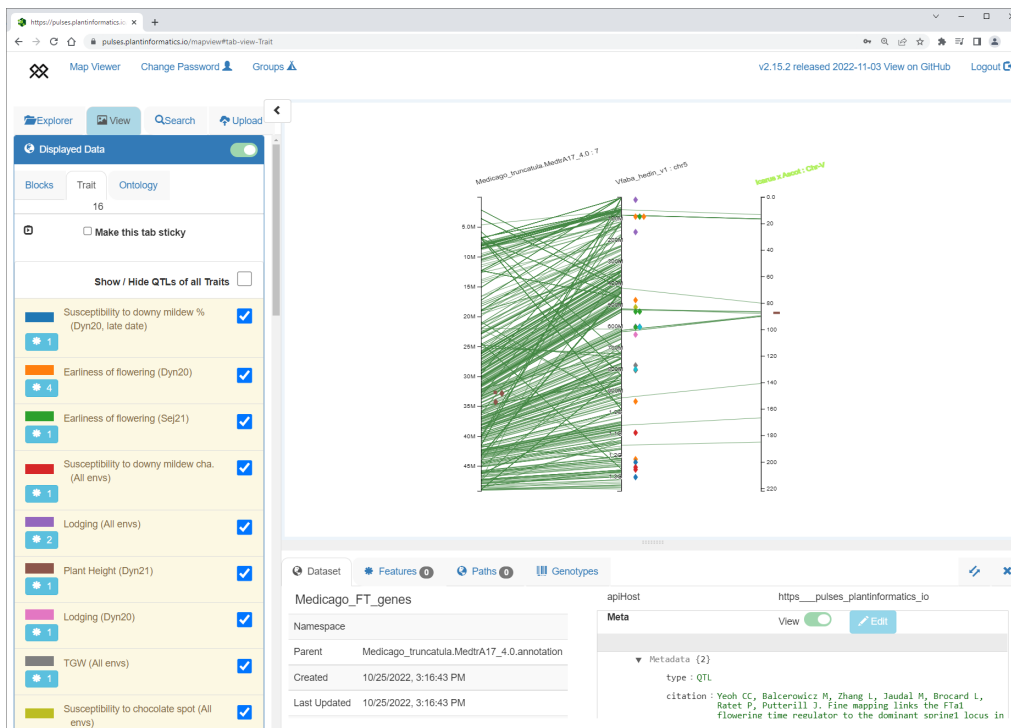 https://pulses.plantinformatics.io
pulses.plantinformatics.io/mapview#tab-view-Trait
Map Viewer
Change Password
Groups
v2.15.2 released 2022-11-03 View on GitHub
Logout
Explorer
View
Search
Upload
Displayed Data
Blocks
Trait
Ontology
16
Make this tab sticky
Show / Hide QTLs of all Traits
Susceptibility to downy mildew %
(Dyn20, late date)
1
Earliness of flowering (Dyn20)
4
Earliness of flowering (Sej21)
1
Susceptibility to downy mildew cha.
(All envs)
1
Lodging (All envs)
2
Plant Height (Dyn21)
1
Lodging (Dyn20)
1
TGW (All envs)
1
Susceptibility to chocolate spot (All
envs)
Medicago_truncatula.MedtrA17_4.0 : 7
Vfaba_hedin_v1 : chr5
Icarus x Ascot : Chr-V
5.0M
10M
15M
20M
25M
30M
35M
40M
45M
0.0
20
40
60
80
100
120
140
160
180
200
220
Dataset
Features 0
Paths 0
Genotypes
Medicago_FT_genes
Namespace
Parent Medicago_truncatula.MedtrA17_4.0.annotation
Created 10/25/2022, 3:16:43 PM
Last Updated 10/25/2022, 3:16:43 PM
apiHost https___pulses_plantinformatics_io
Meta
View
Edit
Metadata {2}
type : QTL
citation : Yeoh CC, Balcerowicz M, Zhang L, Jaudal M, Brocard L,
Ratet P, Putterill J. Fine mapping links the FTa1
flowering time regulator to the dominant spring1 locus in